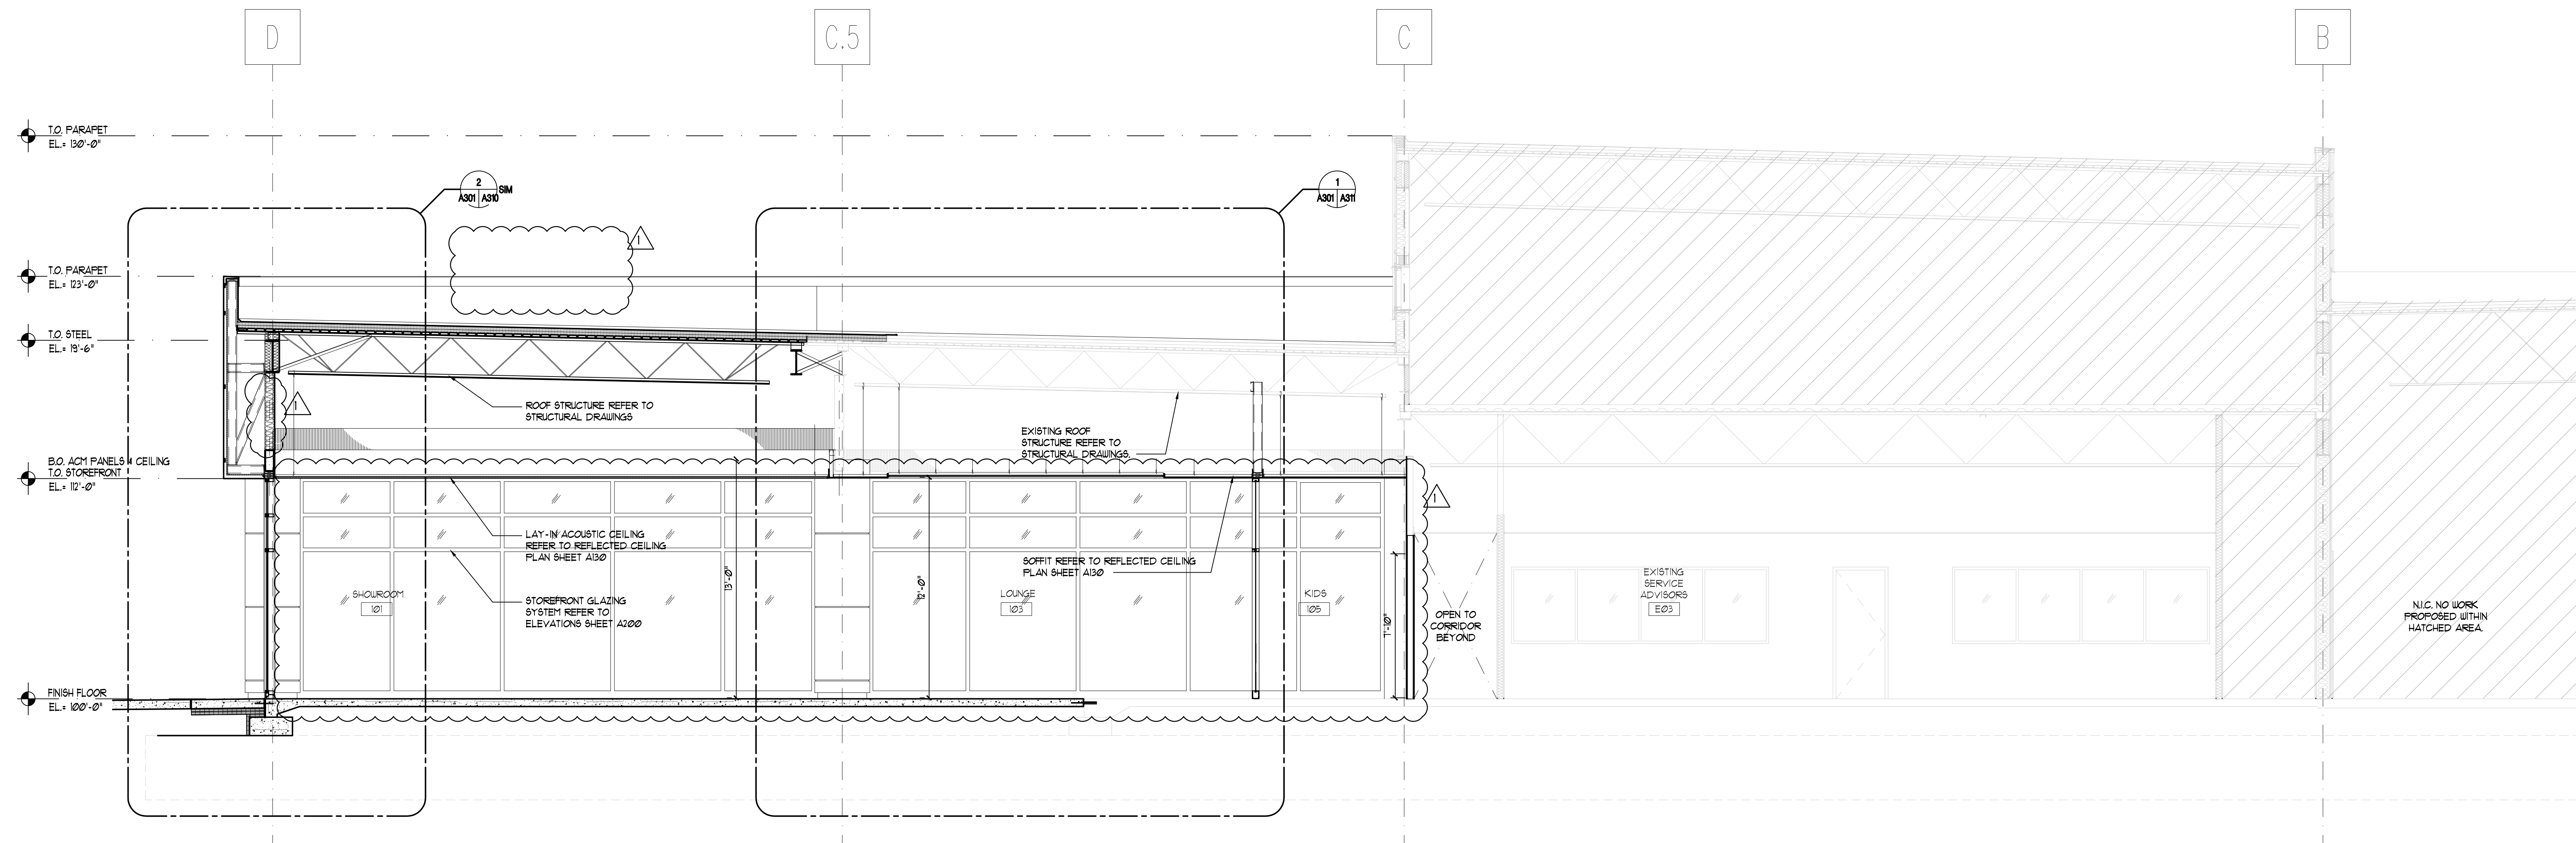 D
C.5
C
B
T.O. PARAPET
EL.= 130'-0"
2
A301 A310
SIM
1
A301 A311
1
T.O. PARAPET
EL.= 123'-0"
T.O. STEEL
EL.= 19'-6"
1
ROOF STRUCTURE REFER TO
STRUCTURAL DRAWINGS
EXISTING ROOF
STRUCTURE REFER TO
STRUCTURAL DRAWINGS.
B.O. ACM PANELS & CEILING
T.O. STOREFRONT
EL.= 112'-0"
1
LAY-IN ACOUSTIC CEILING
REFER TO REFLECTED CEILING
PLAN SHEET A130
SOFFIT REFER TO REFLECTED CEILING
PLAN SHEET A130
13'-0"
12'-0"
7'-10"
SHOWROOM
101
STOREFRONT GLAZING
SYSTEM REFER TO
ELEVATIONS SHEET A200
LOUNGE
103
KIDS
105
OPEN TO
CORRIDOR
BEYOND
EXISTING
SERVICE
ADVISORS
E03
N.I.C. NO WORK
PROPOSED WITHIN
HATCHED AREA.
FINISH FLOOR
EL.= 100'-0"